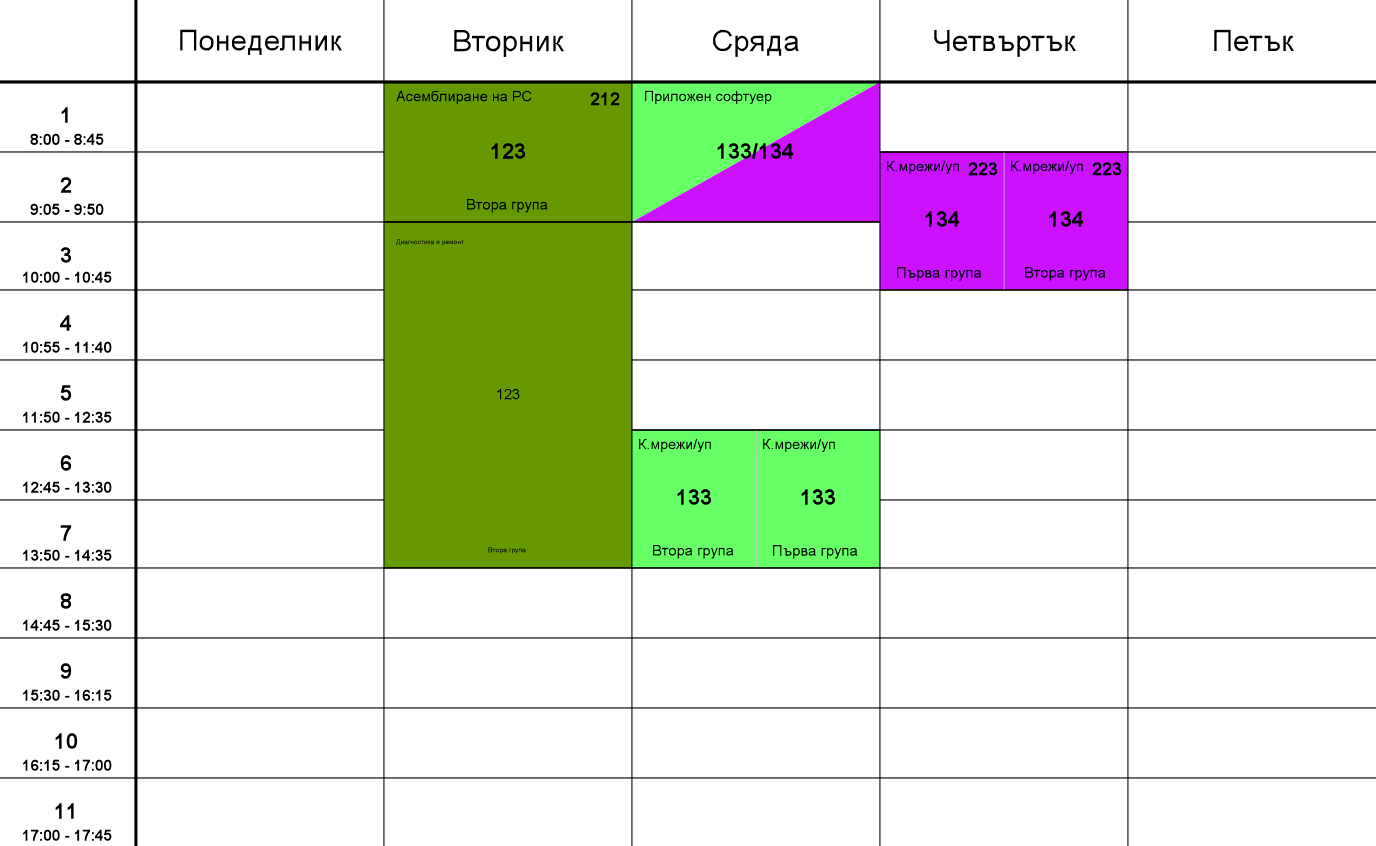 Понеделник
Вторник
Сряда
Четвъртък
Петък
1
8:00 - 8:45
Асемблиране на РС 212
123
Втора група
Приложен софтуер
133/134
2
9:05 - 9:50
К.мрежи/уп 223
134
Първа група
К.мрежи/уп 223
134
Втора група
3
10:00 - 10:45
Диагностика и ремонт
123
Втора група
4
10:55 - 11:40
5
11:50 - 12:35
6
12:45 - 13:30
К.мрежи/уп
133
Втора група
К.мрежи/уп
133
Първа група
7
13:50 - 14:35
8
14:45 - 15:30
9
15:30 - 16:15
10
16:15 - 17:00
11
17:00 - 17:45